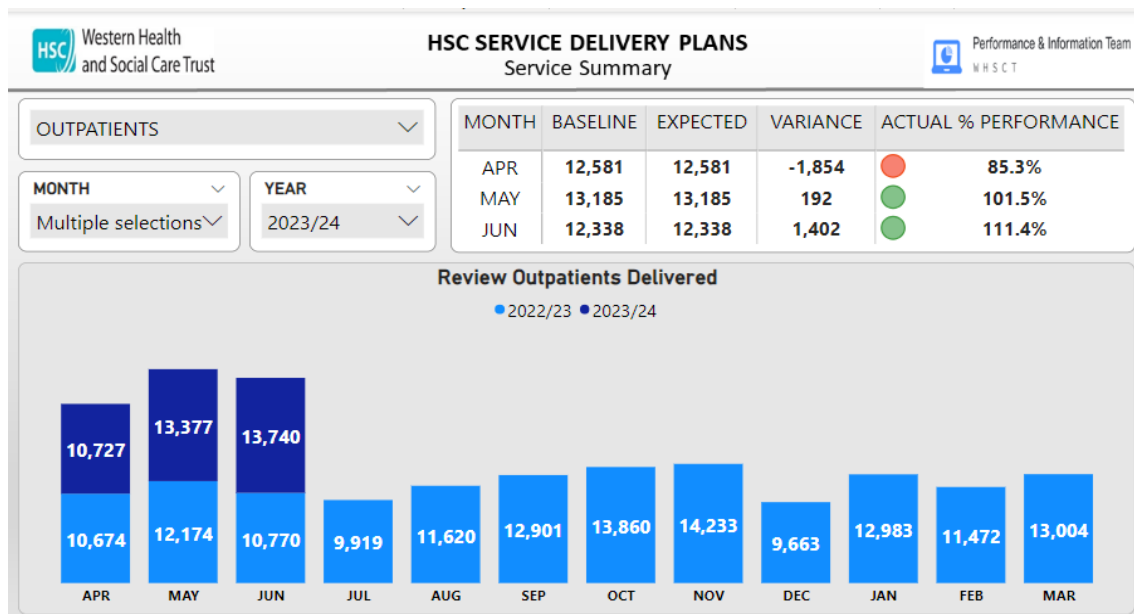 HSC Western Health
and Social Care Trust
HSC SERVICE DELIVERY PLANS
Service Summary
Performance & Information Team
WHSCT
OUTPATIENTS
MONTH
Multiple selections
YEAR
2023/24
MONTH BASELINE EXPECTED VARIANCE ACTUAL % PERFORMANCE
APR 12,581 12,581 -1,854 85.3%
MAY 13,185 13,185 192 101.5%
JUN 12,338 12,338 1,402 111.4%
Review Outpatients Delivered
2022/23 2023/24
10,727 13,377 13,740
10,674 12,174 10,770 9,919 11,620 12,901 13,860 14,233 9,663 12,983 11,472 13,004
APR MAY JUN JUL AUG SEP OCT NOV DEC JAN FEB MAR